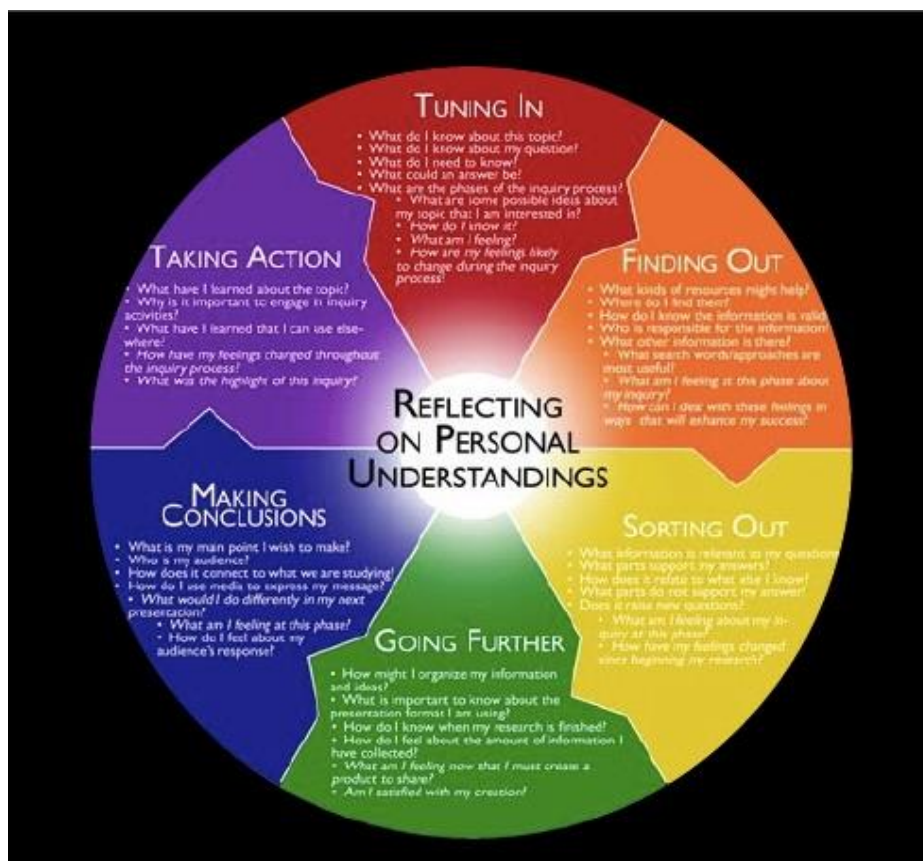 TUNING IN
• What do I know about this topic?
• What do I know about my question?
• What do I need to know?
• What could an answer be?
• What are the phases of the inquiry process?
• What are some possible ideas about
my topic that I am interested in?
• How do I know it?
• What am I feeling?
• How are my feelings likely
to change during the inquiry
process?
FINDING OUT
• What kinds of resources might help?
• Where do I find them?
• How do I know the information is valid
• Who is responsible for the information?
• What other information is there?
• What search words/approaches are
most useful?
• What am I feeling at this phase about
my inquiry?
• How can I deal with these feelings in
ways that will enhance my success?
SORTING OUT
• What information is relevant to my question
• What parts support my answers?
• How does it relate to what else I know?
• What parts do not support my answer?
• Does it raise new questions?
• What am I feeling about my in-
quiry at this phase?
• How have my feelings changed
since beginning my research?
GOING FURTHER
• How might I organize my information
and ideas?
• What is important to know about the
presentation format I am using?
• How do I know when my research is finished?
• How do I feel about the amount of information I
have collected?
• What am I feeling now that I must create a
product to share?
• Am I satisfied with my creation?
MAKING
CONCLUSIONS
• What is my main point I wish to make?
• Who is my audience?
• How does it connect to what we are studying?
• How do I use media to express my message?
• What would I do differently in my next
presentation?
• What am I feeling at this phase?
• How do I feel about my
audience's response?
TAKING ACTION
• What have I learned about the topic?
• Why is it important to engage in inquiry
activities?
• What have I learned that I can use else-
where?
• How have my feelings changed throughout
the inquiry process?
• What was the highlight of this inquiry?
REFLECTING
ON PERSONAL
UNDERSTANDINGS